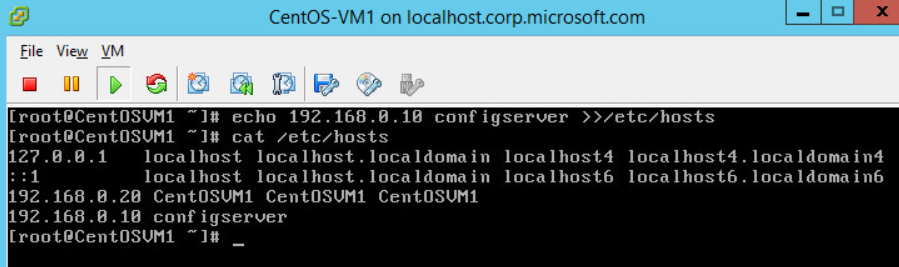 CentOS-VM1 on localhost.corp.microsoft.com
File View VM
[root@CentOSVM1 ~]# echo 192.168.0.10 configserver >>/etc/hosts
[root@CentOSVM1 ~]# cat /etc/hosts
127.0.0.1   localhost localhost.localdomain localhost4 localhost4.localdomain4
::1         localhost localhost.localdomain localhost6 localhost6.localdomain6
192.168.0.20 CentOSVM1 CentOSVM1 CentOSVM1
192.168.0.10 configserver
[root@CentOSVM1 ~]# _